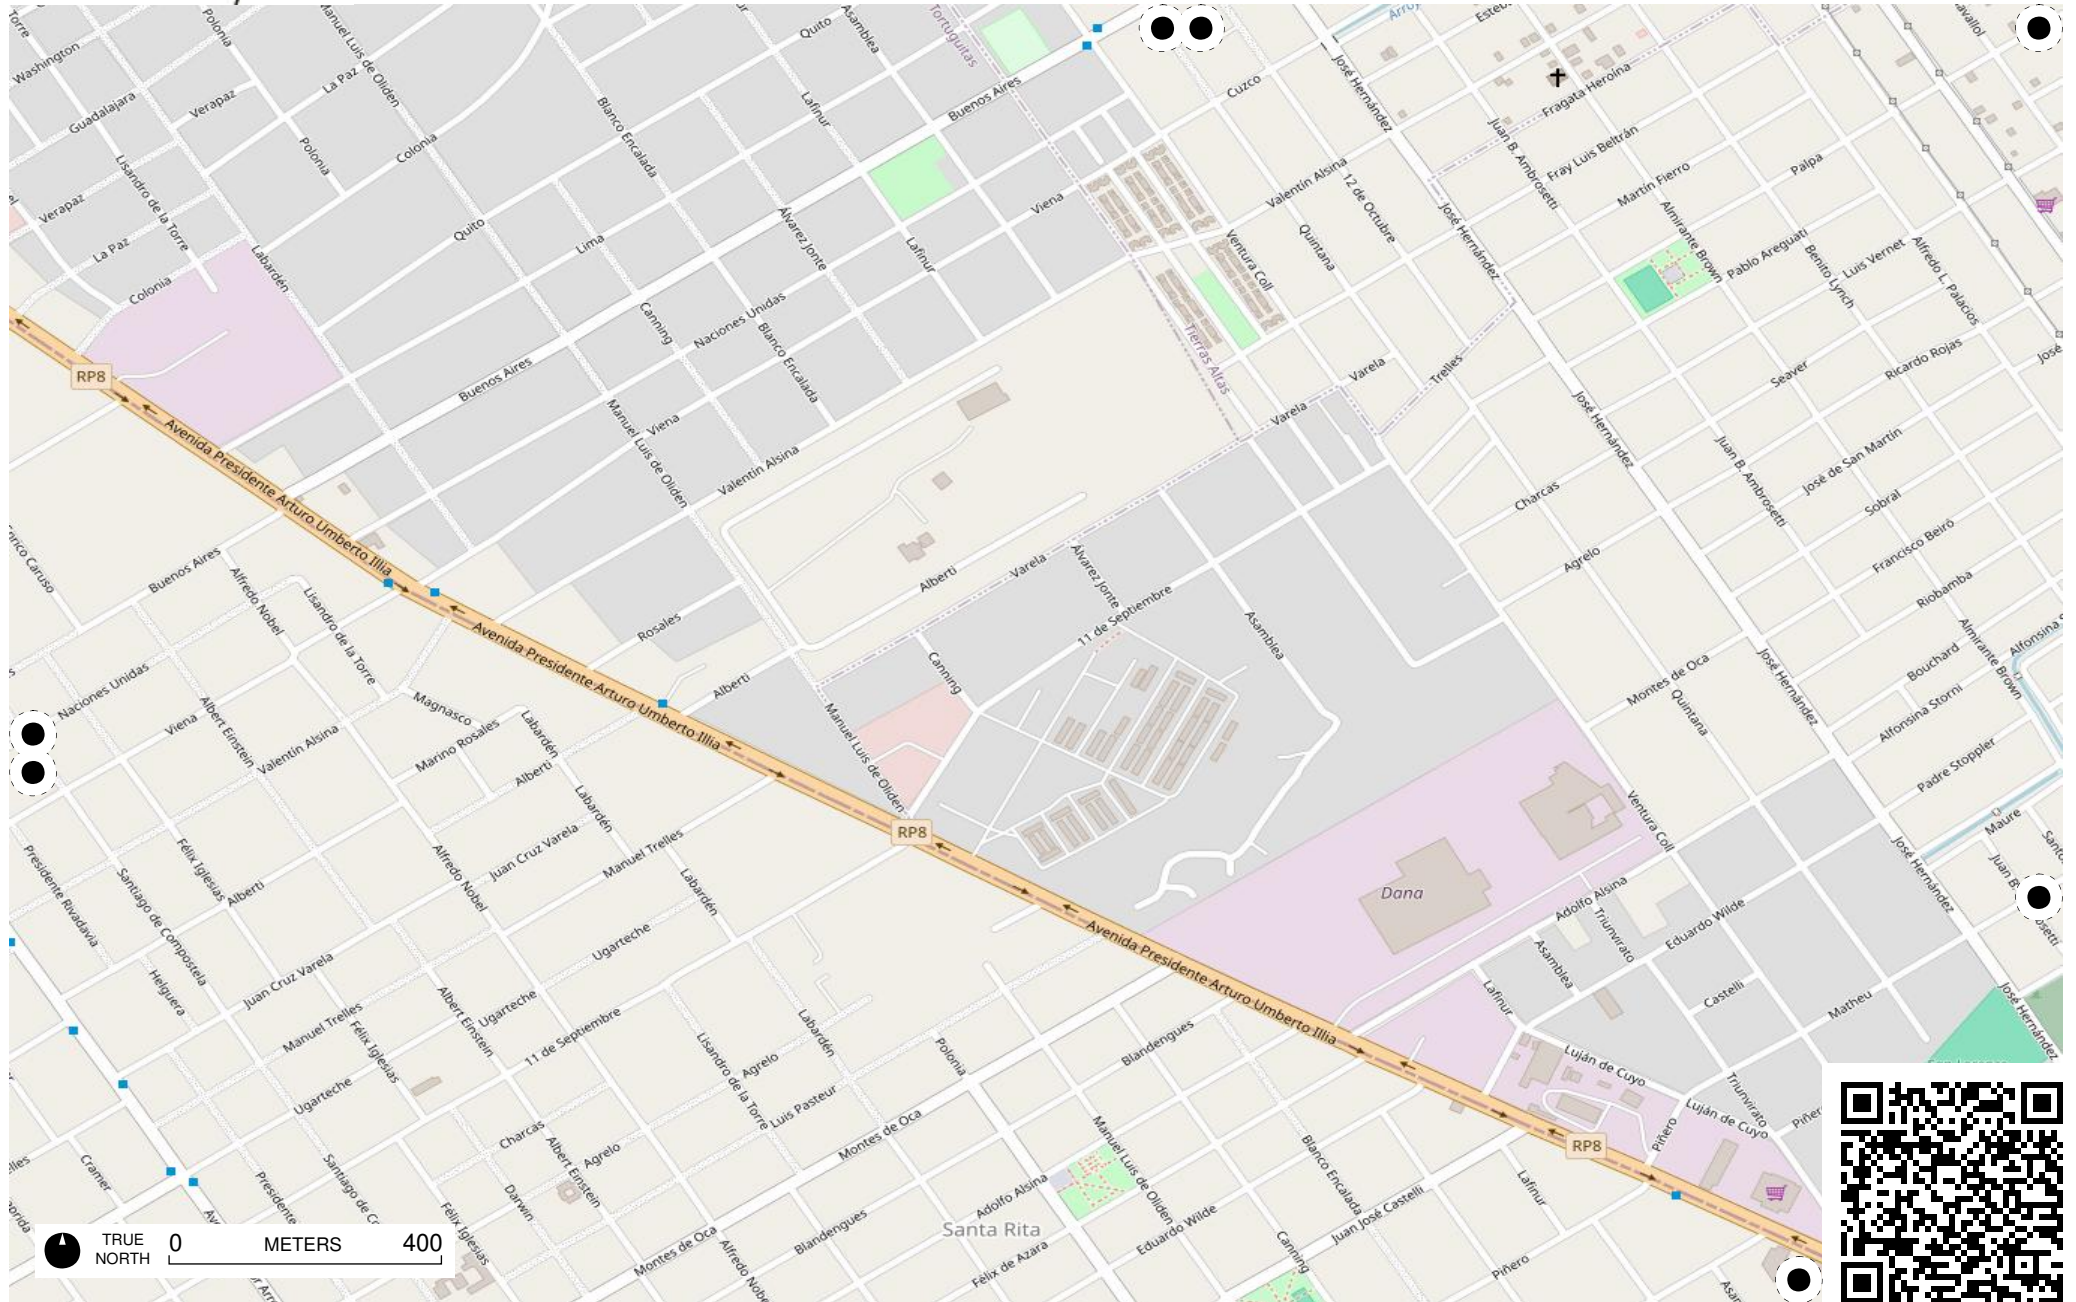 Washington
Polonia
Manuel Luis de Oliden
Quito
Asamblea
Tortuguitas
Guadalajara
Verapaz
La Paz
Blanco Encalada
Lafinur
Buenos Aires
Cuzco
José Hernández
Fragata Heroína
Verapaz
Lisandro de la Torre
Polonia
Colonia
Juan B. Ambrosetti
Fray Luis Beltrán
Martín Fierro
Palpa
La Paz
Quito
Lima
Álvarez Jonte
Lafinur
Viena
Valentín Alsina
12 de Octubre
José Hernández
Almirante Brown
Colonia
Labardén
Canning
Naciones Unidas
Blanco Encalada
Ventura Coll
Quintana
Pablo Areguati
Benito Lynch
Luis Vernet
Alfredo L. Palacios
RP8
Buenos Aires
Tierras Altas
Varela
Trelles
Seaver
Ricardo Rojas
José
Avenida Presidente Arturo Umberto Illia
Manuel Luis de Oliden
Viena
Valentín Alsina
Varela
José Hernández
Juan B. Ambrosetti
José de San Martín
Charcas
Sobral
Buenos Aires
Alfredo Nobel
Lisandro de la Torre
Avenida Presidente Arturo Umberto Illia
Rosales
Alberti
Varela
Álvarez Jonte
11 de Septiembre
Asamblea
Agrelo
Francisco Beiró
Riobamba
Naciones Unidas
Albert Einstein
Viena
Valentín Alsina
Magnasco
Marino Rosales
Labardén
Alberti
Alberti
Canning
Manuel Luis de Oliden
Montes de Oca
Quintana
José Hernández
Almirante Brown
Bouchard
Alfonsina Storni
Padre Stoppler
Maure
Labardén
Juan Cruz Varela
Manuel Trelles
RP8
Ventura Coll
José Hernández
Presidente Rivadavia
Santiago de Compostela
Félix Iglesias
Alberti
Alfredo Nobel
Labardén
Dana
Adolfo Alsina
Triunvirato
Eduardo Wilde
Helguera
Juan Cruz Varela
Ugarteche
Avenida Presidente Arturo Umberto Illia
Asamblea
Lafinur
Castelli
Matheu
José Hernández
Manuel Trelles
Félix Iglesias
Albert Einstein
Ugarteche
11 de Septiembre
Lisandro de la Torre
Labardén
Agrelo
Polonia
Blandengues
Luján de Cuyo
Luján de Cuyo
Triunvirato
Ugarteche
Charcas
Albert Einstein
Agrelo
Luis Pasteur
Montes de Oca
Manuel Luis de Oliden
Blanco Encalada
RP8
Piñero
Cramer
Presidente
Félix Iglesias
Darwin
Adolfo Alsina
Juan José Castelli
Lafinur
Santa Rita
Eduardo Wilde
Montes de Oca
Alfredo Nobel
Blandengues
Félix de Azara
Canning
Piñero
TRUE
NORTH
0 METERS 400